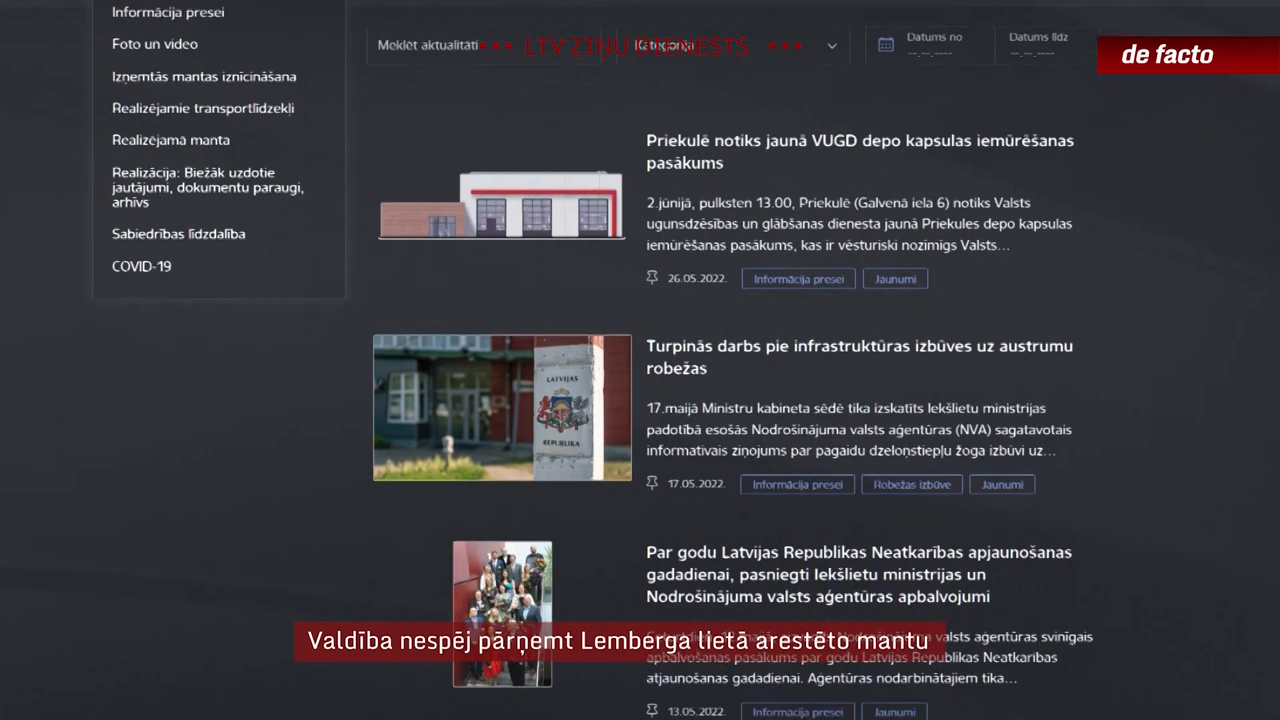 Informācija presei
Foto un video
Izņemtās mantas iznīcināšana
Realizējamie transportlīdzekļi
Realizējamā manta
Realizācija: Biežāk uzdotie
jautājumi, dokumentu paraugi,
arhīvs
Sabiedrības līdzdalība
COVID-19
Meklēt aktualitāti
Kategorija
Datums no
--.--.----
Datums līdz
--.--.----
LTV ZIŅU DIENESTS
de facto
Priekulē notiks jaunā VUGD depo kapsulas iemūrēšanas
pasākums
2.jūnijā, pulksten 13.00, Priekulē (Galvenā iela 6) notiks Valsts
ugunsdzēsības un glābšanas dienesta jaunā Priekules depo kapsulas
iemūrēšanas pasākums, kas ir vēsturiski nozīmīgs Valsts…
26.05.2022.
Informācija presei
Jaunumi
Turpinās darbs pie infrastruktūras izbūves uz austrumu
robežas
17.maijā Ministru kabineta sēdē tika izskatīts Iekšlietu ministrijas
padotībā esošās Nodrošinājuma valsts aģentūras (NVA) sagatavotais
informatīvais ziņojums par pagaidu dzeloņstiepļu žoga izbūvi uz…
17.05.2022.
Informācija presei
Robežas izbūve
Jaunumi
LATVIJAS
REPUBLIKA
Par godu Latvijas Republikas Neatkarības apjaunošanas
gadadienai, pasniegti Iekšlietu ministrijas un
Nodrošinājuma valsts aģentūras apbalvojumi
valsts aģentūras svinīgais
apbalvošanas pasākums par godu Latvijas Republikas Neatkarības
atjaunošanas gadadienai. Aģentūras nodarbinātajiem tika…
13.05.2022.
Informācija presei
Jaunumi
Valdība nespēj pārņemt Lemberga lietā arestēto mantu